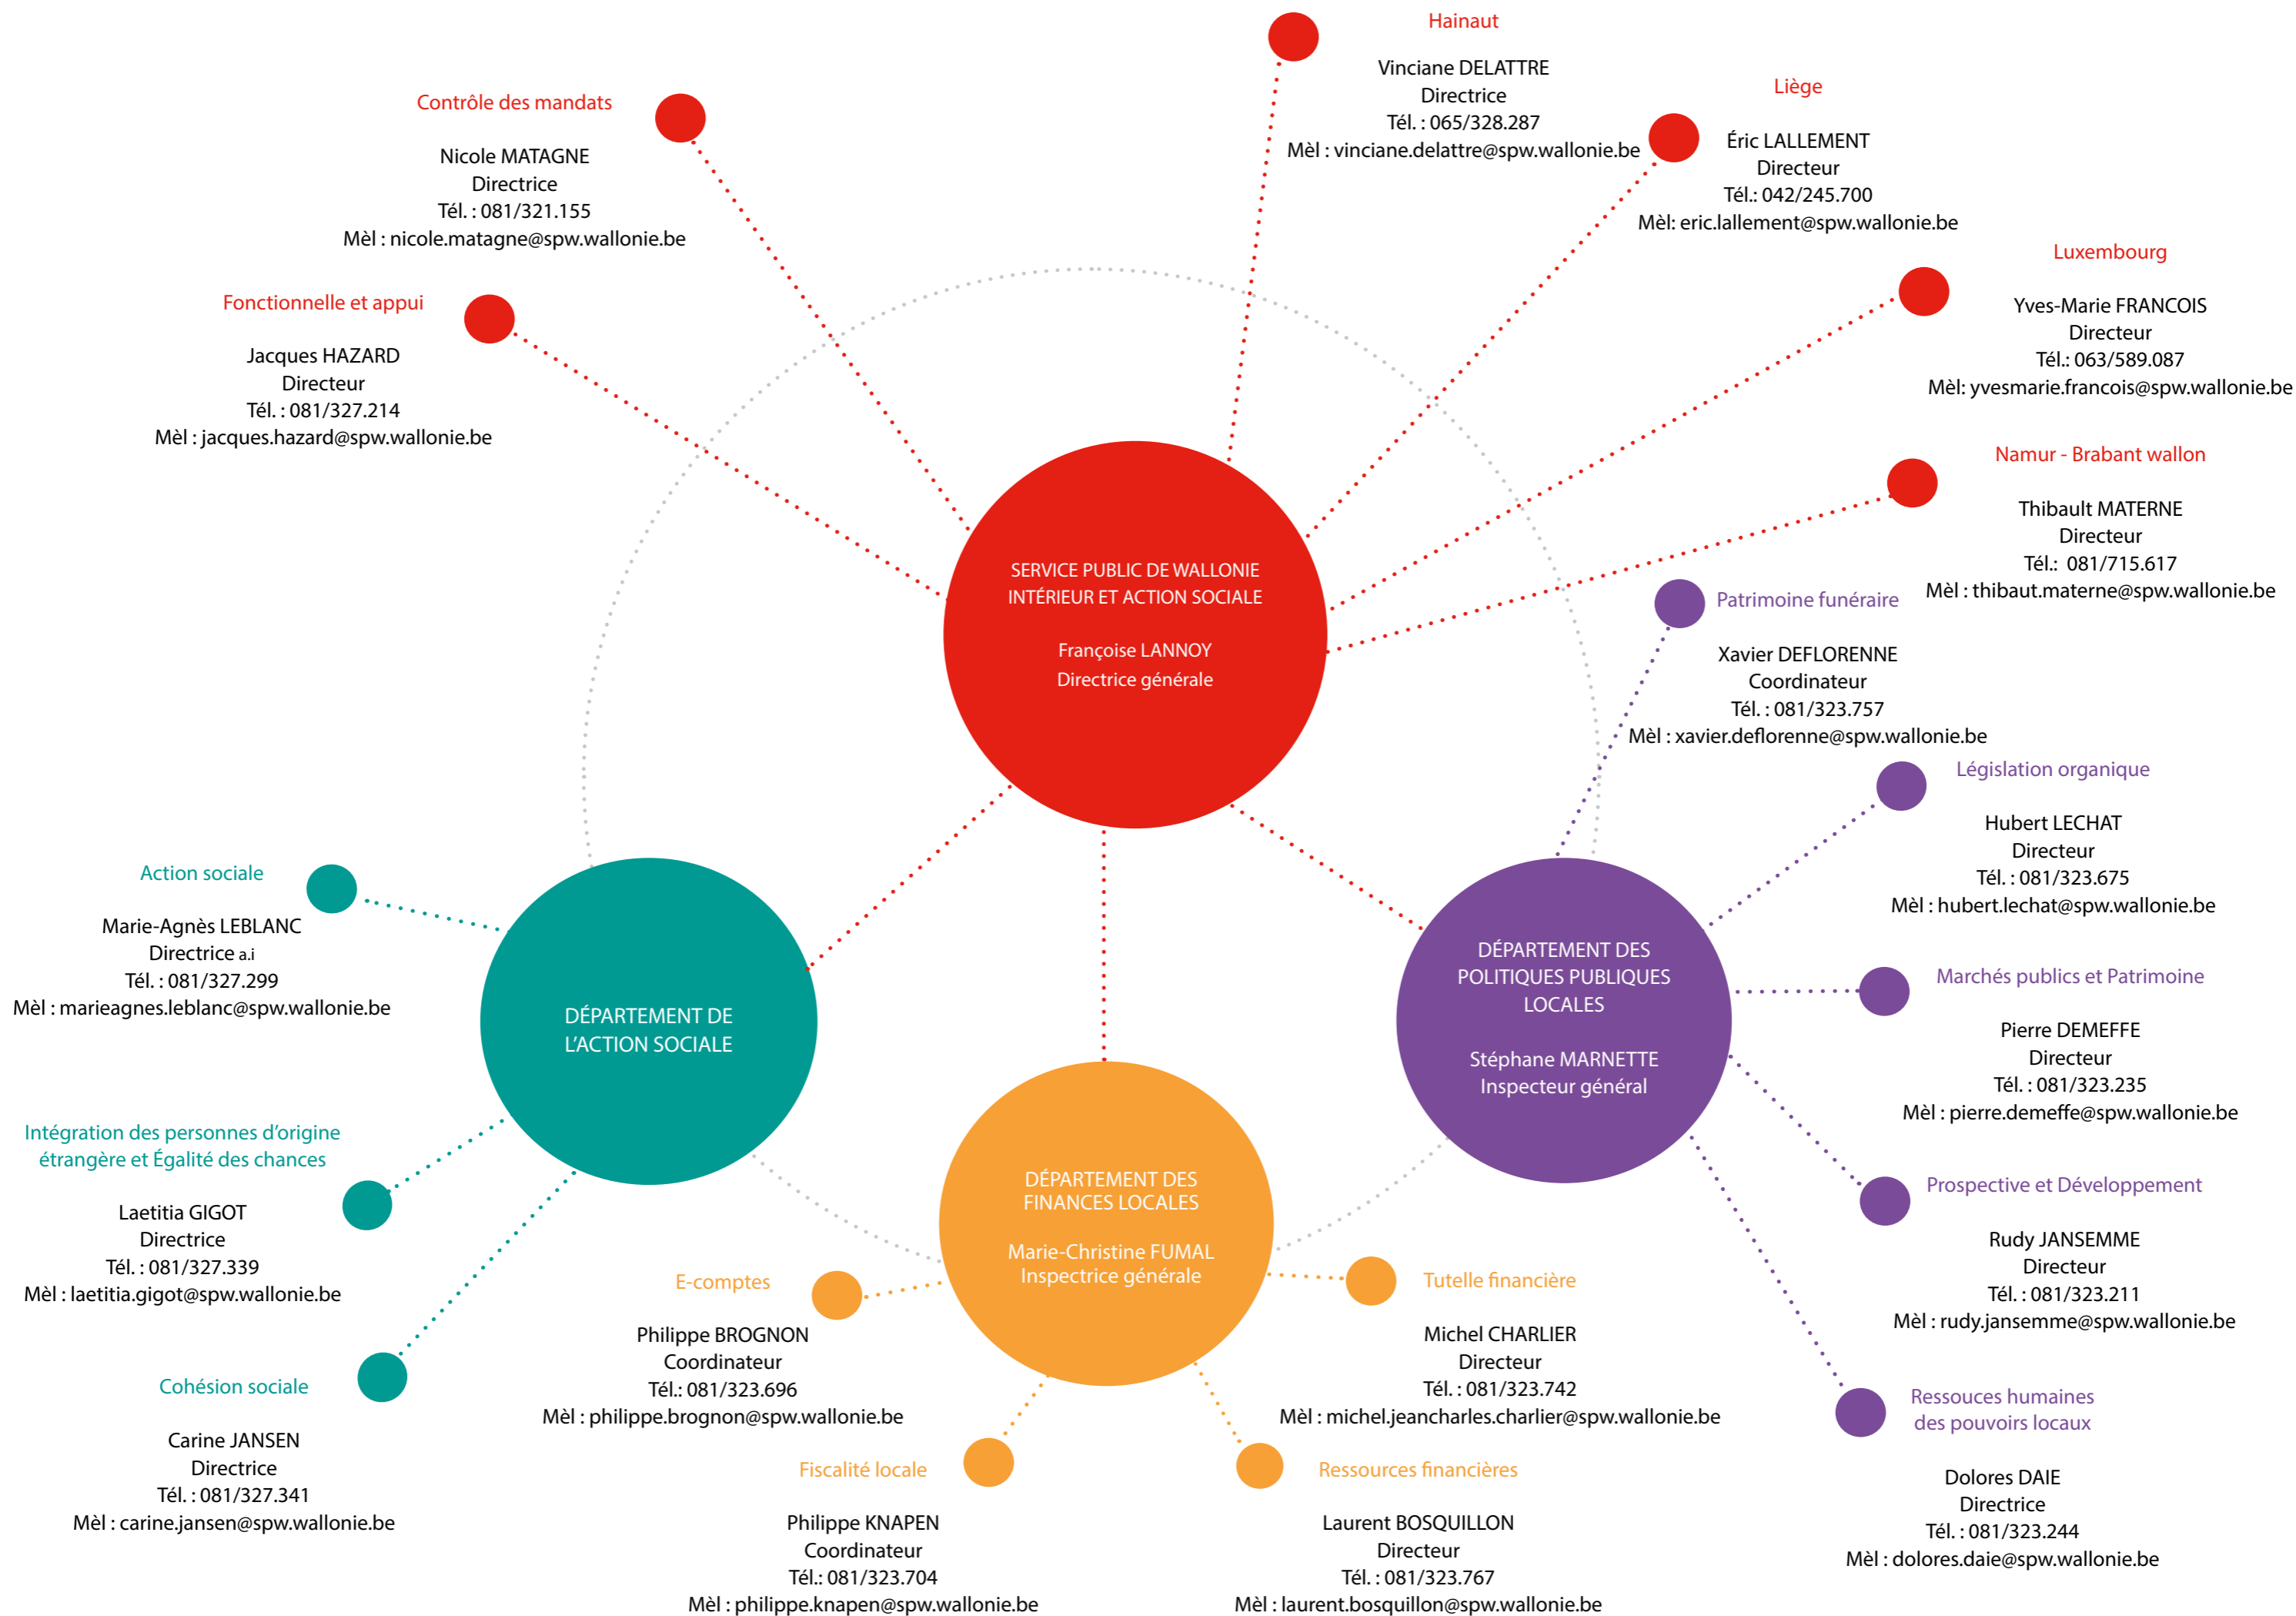 Hainaut
Vinciane DELATTRE
Directrice
Tél. : 065/328.287
Mèl : vinciane.delattre@spw.wallonie.be
Contrôle des mandats
Nicole MATAGNE
Directrice
Tél. : 081/321.155
Mèl : nicole.matagne@spw.wallonie.be
Liège
Éric LALLEMENT
Directeur
Tél.: 042/245.700
Mèl: eric.lallement@spw.wallonie.be
Fonctionnelle et appui
Jacques HAZARD
Directeur
Tél. : 081/327.214
Mèl : jacques.hazard@spw.wallonie.be
Luxembourg
Yves-Marie FRANCOIS
Directeur
Tél.: 063/589.087
Mèl: yvesmarie.francois@spw.wallonie.be
Namur - Brabant wallon
Thibault MATERNE
Directeur
Tél.: 081/715.617
Mèl : thibaut.materne@spw.wallonie.be
SERVICE PUBLIC DE WALLONIE
INTÉRIEUR ET ACTION SOCIALE
Françoise LANNOY
Directrice générale
Patrimoine funéraire
Xavier DEFLORENNE
Coordinateur
Tél. : 081/323.757
Mèl : xavier.deflorenne@spw.wallonie.be
Législation organique
Hubert LECHAT
Directeur
Tél. : 081/323.675
Mèl : hubert.lechat@spw.wallonie.be
Action sociale
Marie-Agnès LEBLANC
Directrice a.i
Tél. : 081/327.299
Mèl : marieagnes.leblanc@spw.wallonie.be
DÉPARTEMENT DE
L'ACTION SOCIALE
DÉPARTEMENT DES
POLITIQUES PUBLIQUES
LOCALES
Stéphane MARNETTE
Inspecteur général
Marchés publics et Patrimoine
Pierre DEMEFFE
Directeur
Tél. : 081/323.235
Mèl : pierre.demeffe@spw.wallonie.be
Intégration des personnes d'origine
étrangère et Égalité des chances
Laetitia GIGOT
Directrice
Tél. : 081/327.339
Mèl : laetitia.gigot@spw.wallonie.be
DÉPARTEMENT DES
FINANCES LOCALES
Marie-Christine FUMAL
Inspectrice générale
Prospective et Développement
Rudy JANSEMME
Directeur
Tél. : 081/323.211
Mèl : rudy.jansemme@spw.wallonie.be
E-comptes
Philippe BROGNON
Coordinateur
Tél.: 081/323.696
Mèl : philippe.brognon@spw.wallonie.be
Tutelle financière
Michel CHARLIER
Directeur
Tél. : 081/323.742
Mèl : michel.jeancharles.charlier@spw.wallonie.be
Cohésion sociale
Carine JANSEN
Directrice
Tél. : 081/327.341
Mèl : carine.jansen@spw.wallonie.be
Ressouces humaines
des pouvoirs locaux
Dolores DAIE
Directrice
Tél. : 081/323.244
Mèl : dolores.daie@spw.wallonie.be
Fiscalité locale
Philippe KNAPEN
Coordinateur
Tél.: 081/323.704
Mèl : philippe.knapen@spw.wallonie.be
Ressources financières
Laurent BOSQUILLON
Directeur
Tél. : 081/323.767
Mèl : laurent.bosquillon@spw.wallonie.be